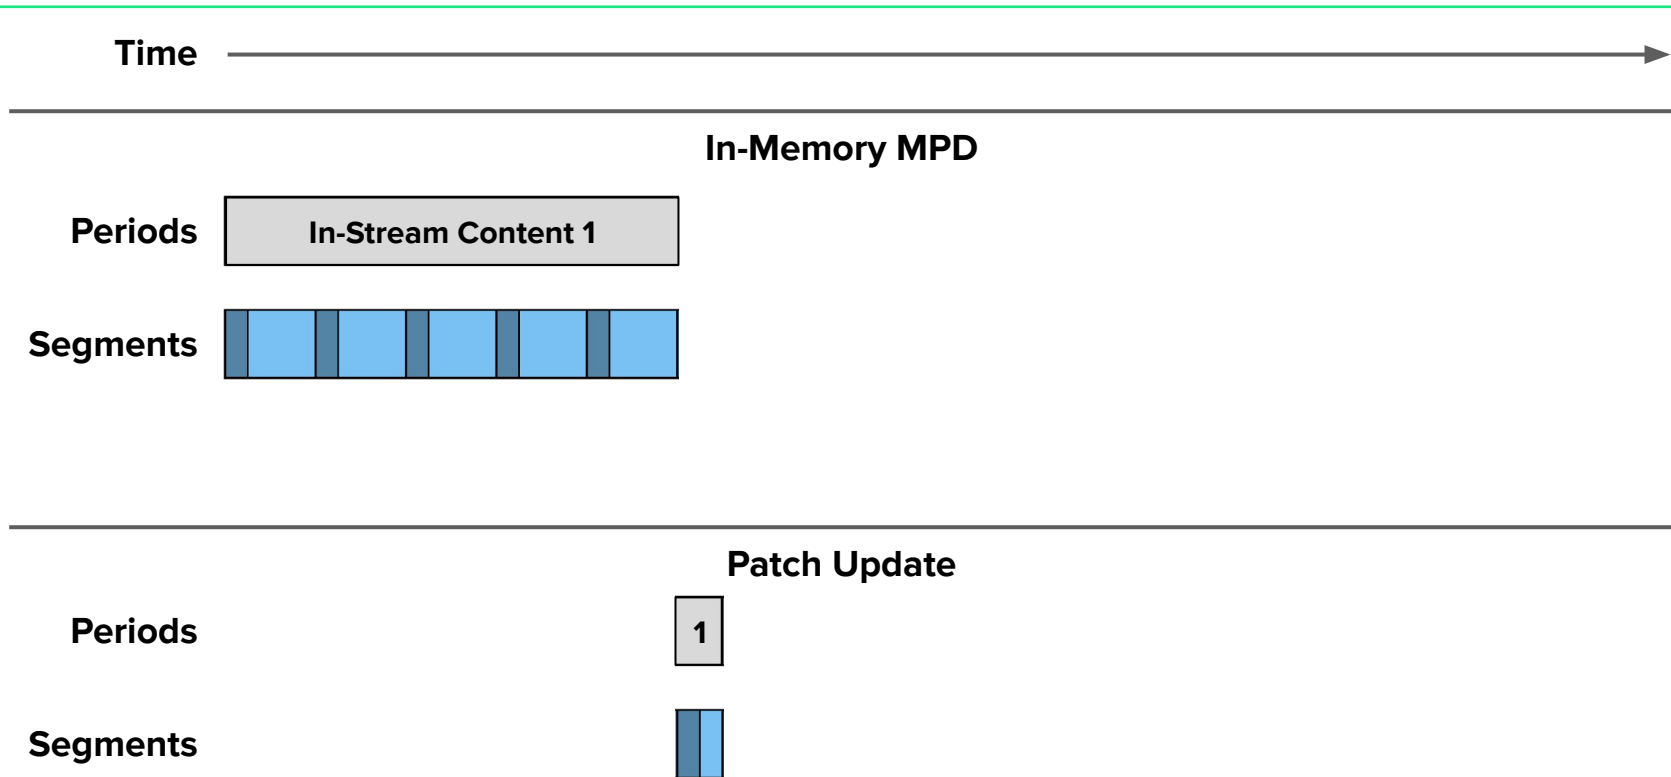 Time
In-Memory MPD
Periods
In-Stream Content 1
Segments
Patch Update
Periods
1
Segments